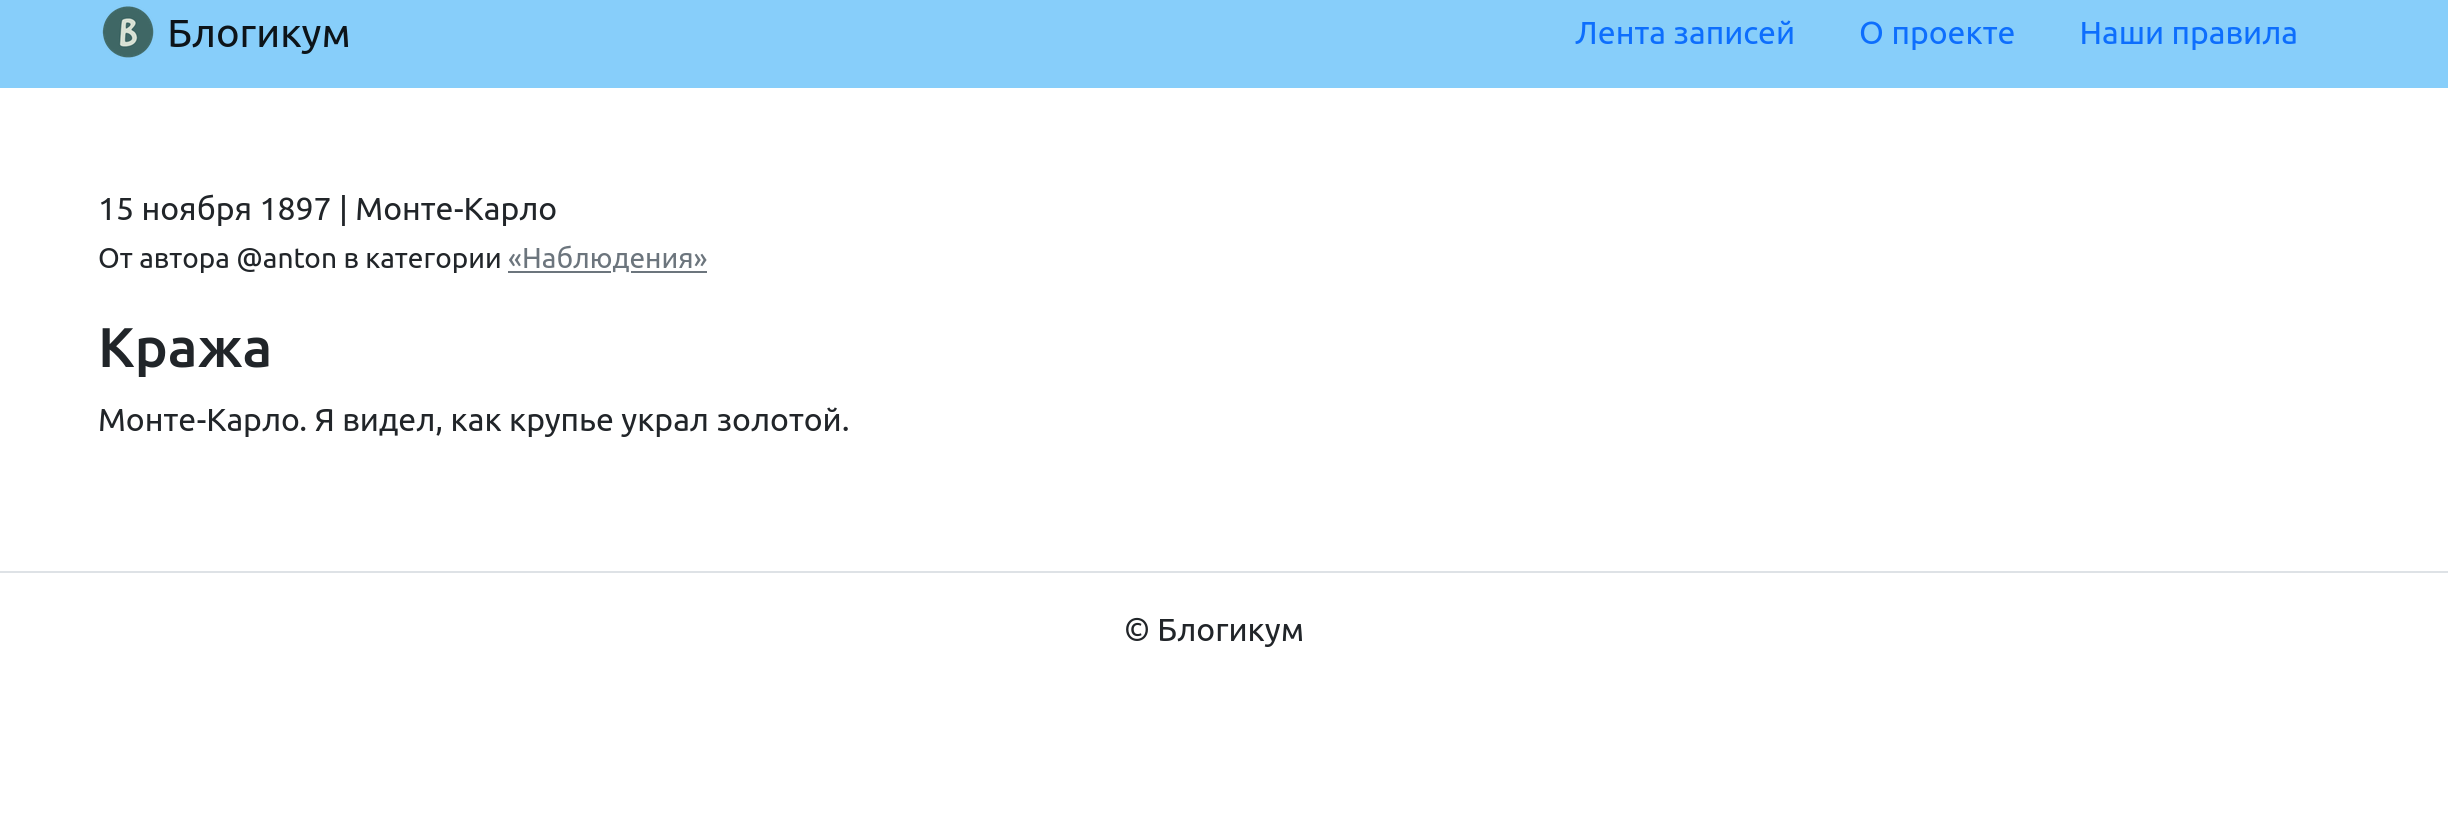 B Блогикум
Лента записей О проекте Наши правила
15 ноября 1897 | Монте-Карло
От автора @anton в категории «Наблюдения»
Кража
Монте-Карло. Я видел, как крупье украл золотой.
© Блогикум